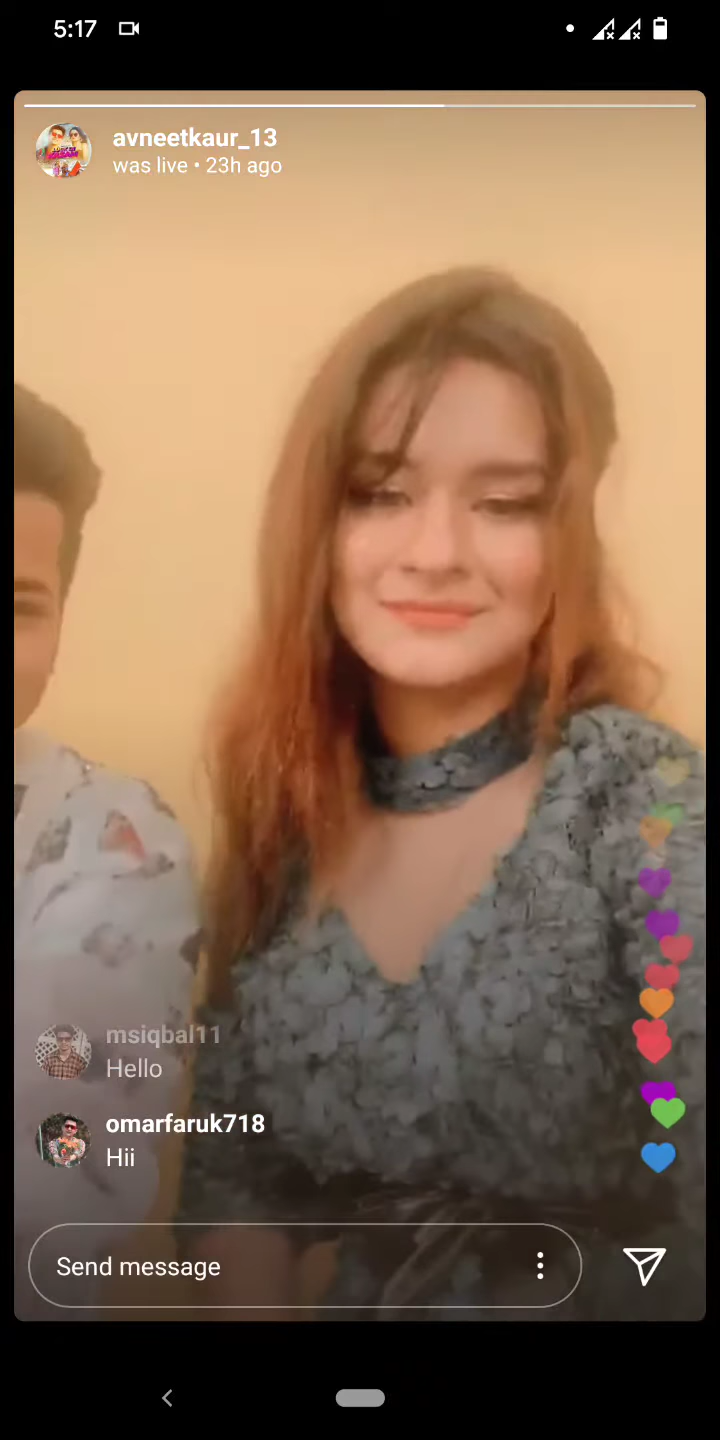 5:17
avneetkaur_13
was live • 23h ago
msiqbal11
Hello
omarfaruk718
Hii
Send message